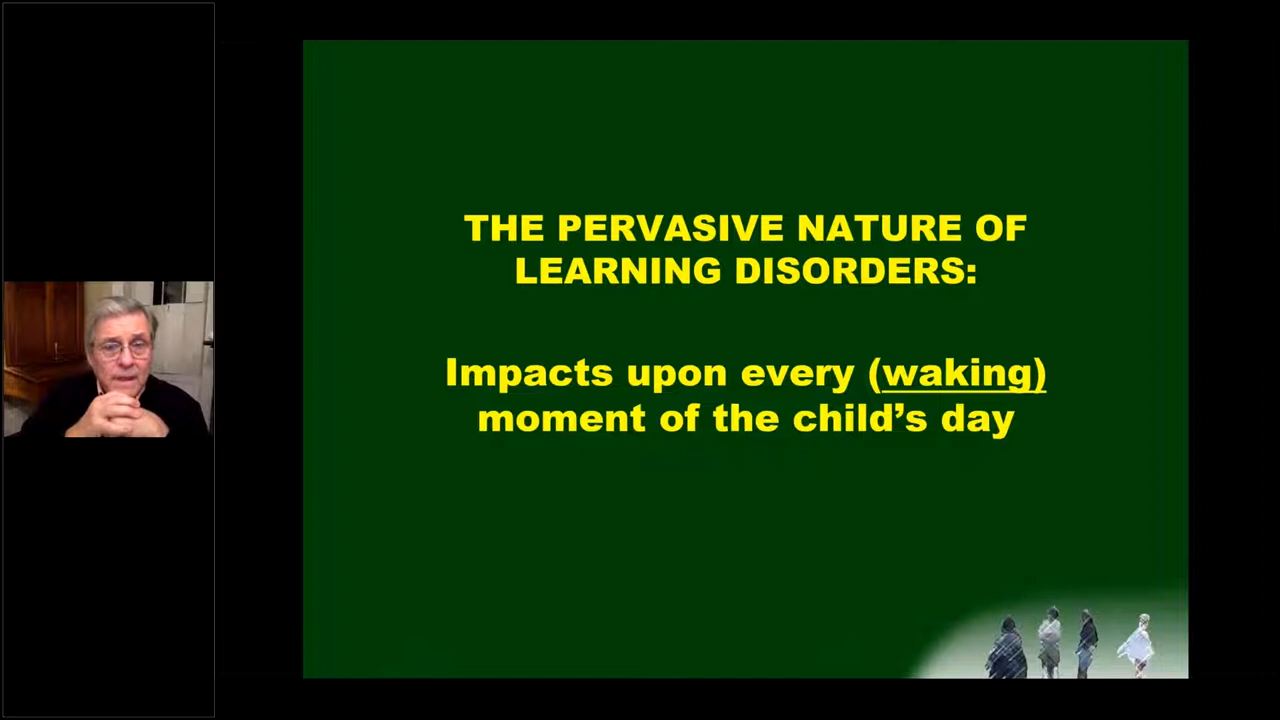 THE PERVASIVE NATURE OF
LEARNING DISORDERS:
Impacts upon every (waking)
moment of the child’s day